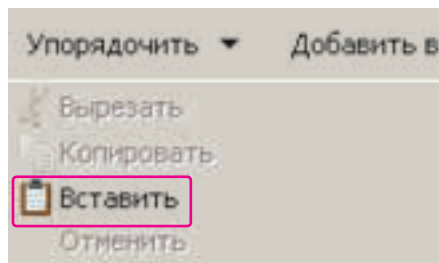 Упорядочить Добавить в
Вырезать
Копировать
Вставить
Отменить